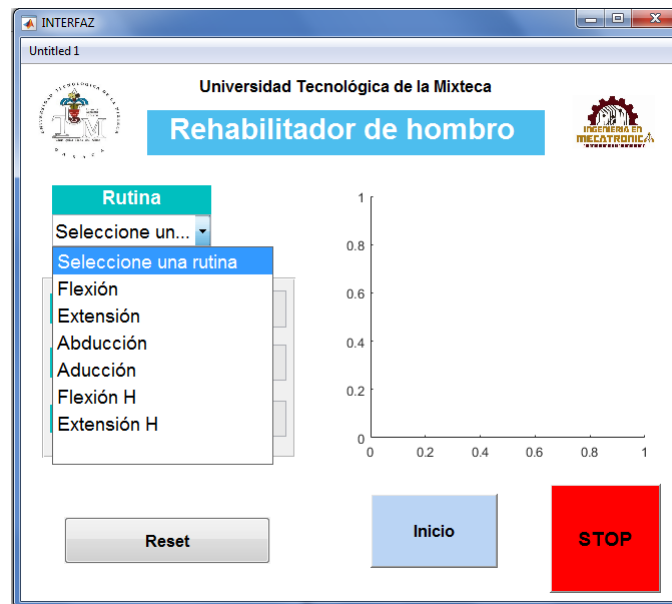 INTERFAZ
Untitled 1
Universidad Tecnológica de la Mixteca
Rehabilitador de hombro
INGENIERIA EN
MECATRONICA
Rutina
Seleccione un...
Seleccione una rutina
Flexión
Extensión
Abducción
Aducción
Flexión H
Extensión H
1
0.8
0.6
0.4
0.2
0
0 0.2 0.4 0.6 0.8 1
Reset
Inicio
STOP